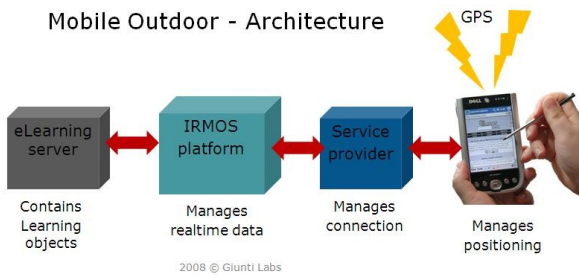 Mobile Outdoor - Architecture
GPS
eLearning
server
IRMOS
platform
Service
provider
DELL
Contains
Learning
objects
Manages
realtime data
Manages
connection
Manages
positioning
2008 © Giunti Labs